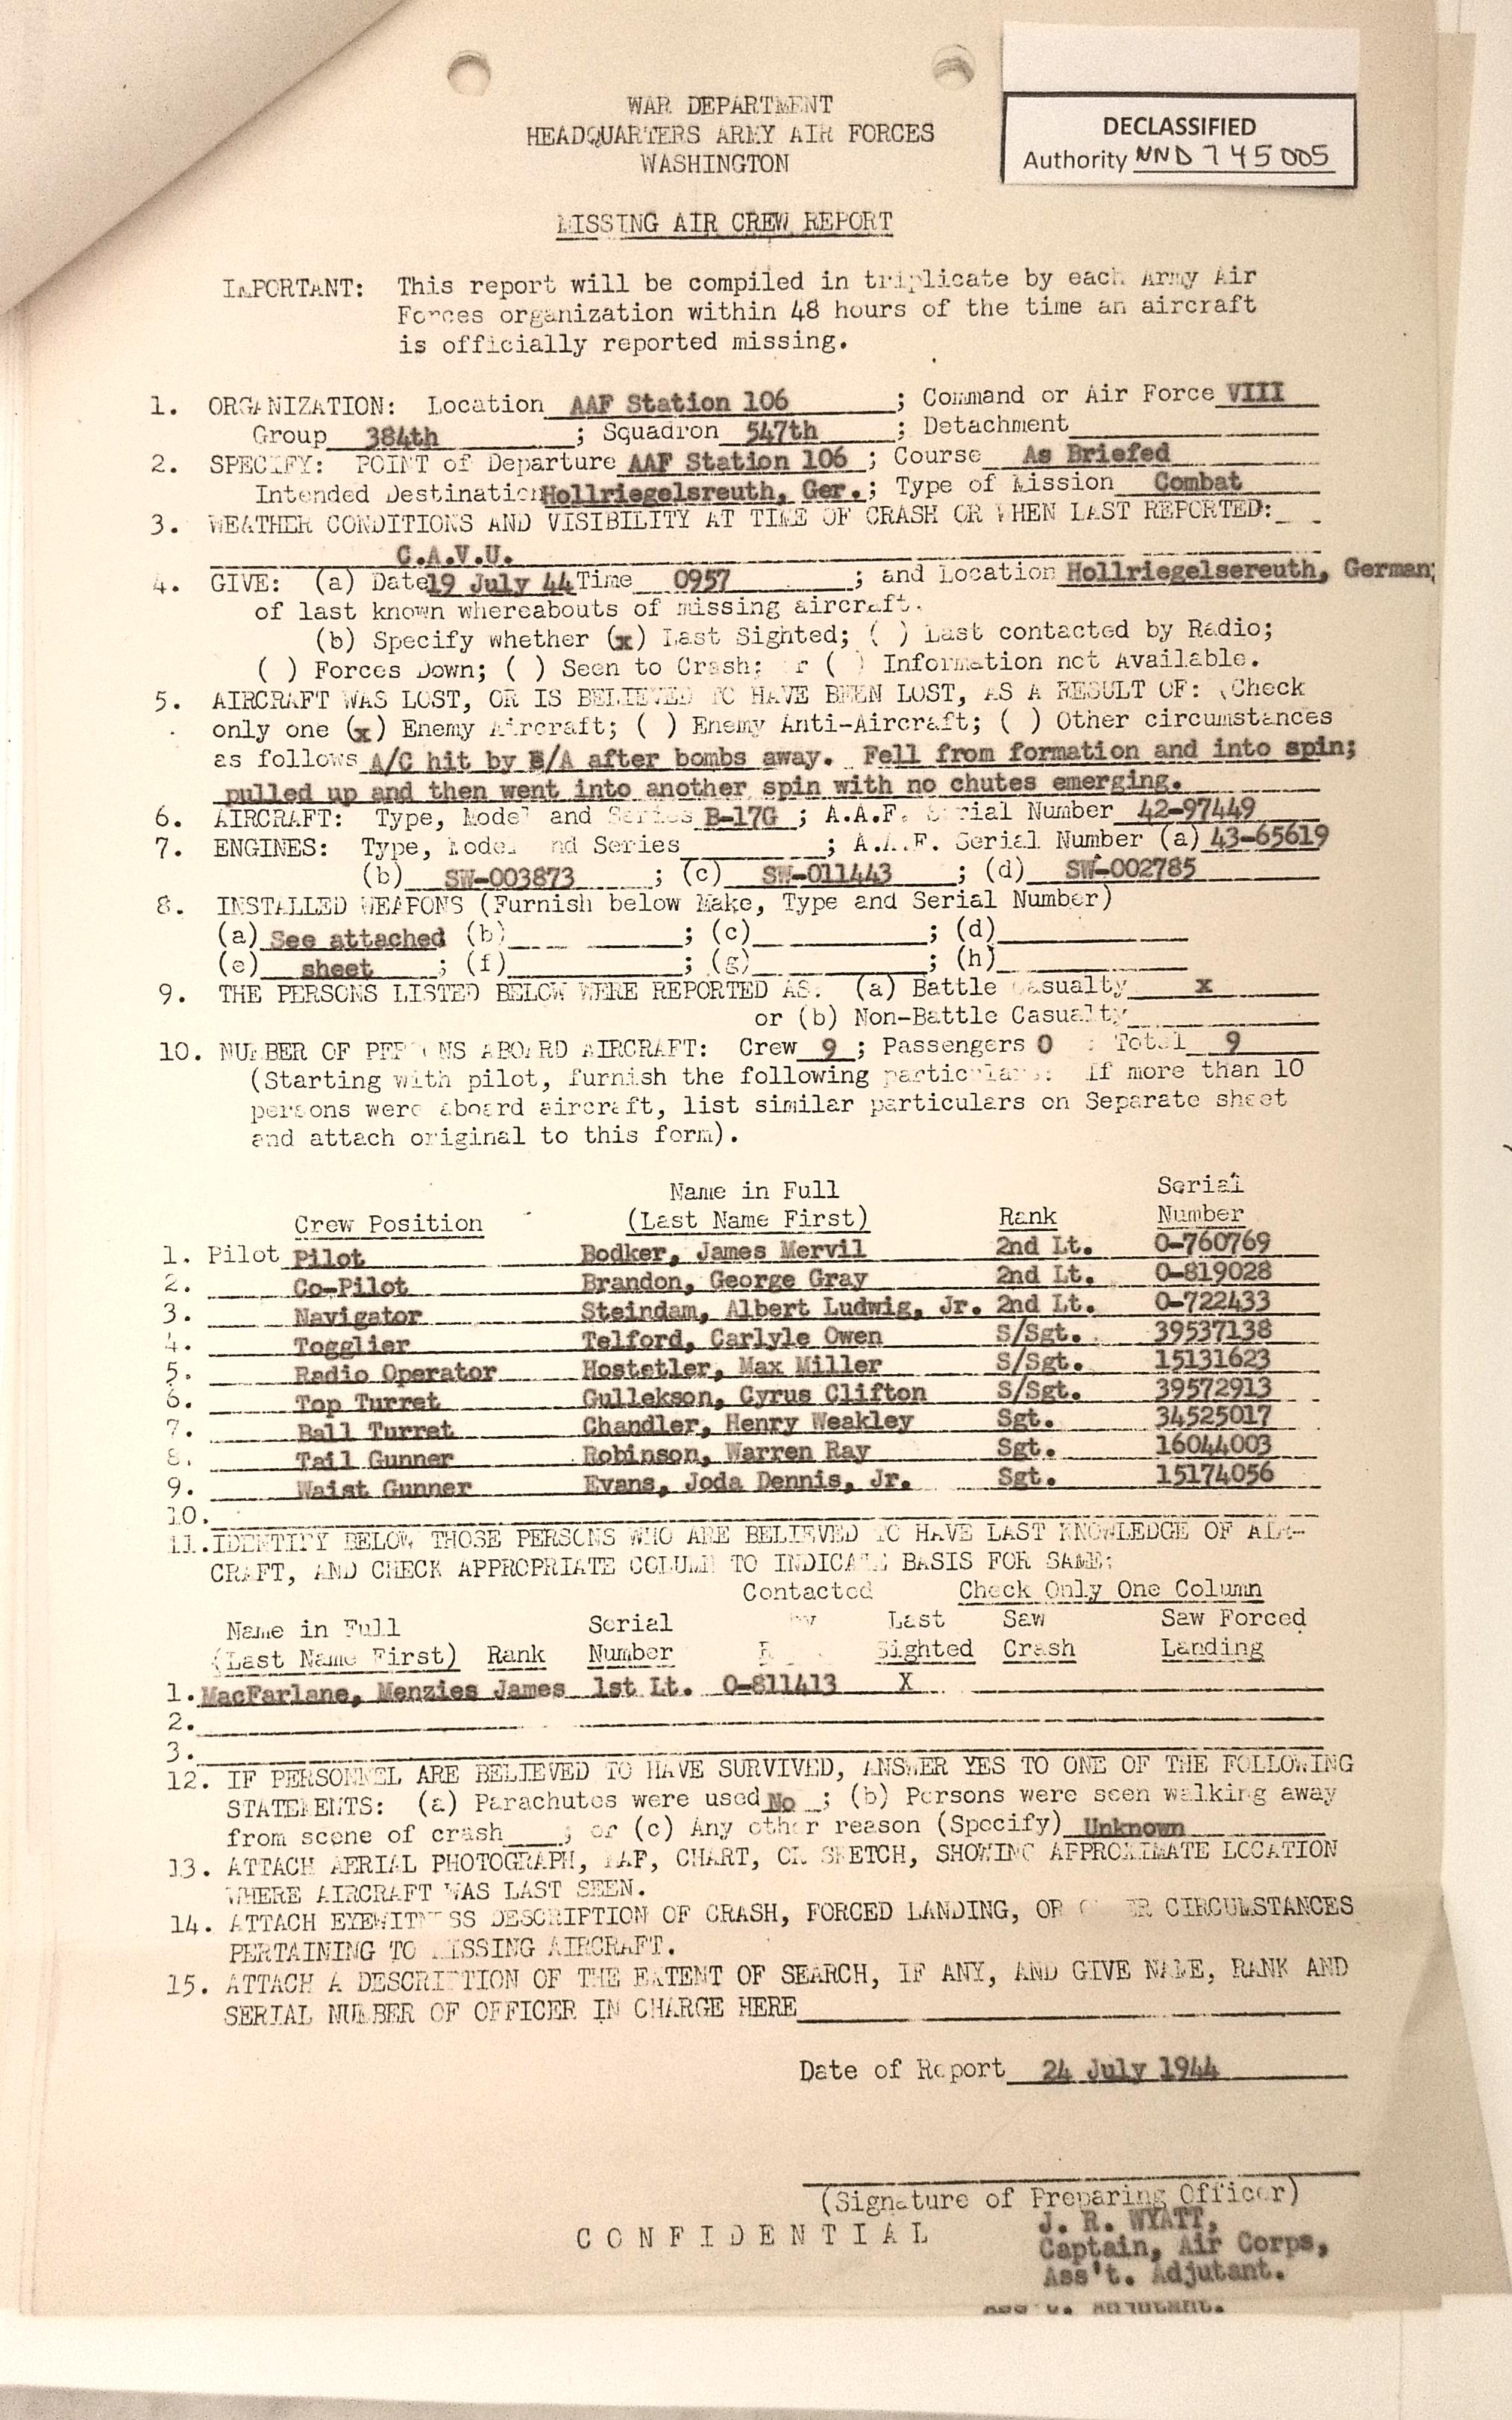 WAR DEPARTMENT
HEADQUARTERS ARMY AIR FORCES
WASHINGTON
DECLASSIFIED
Authority NND 745005
MISSING AIR CREW REPORT
IMPORTANT: This report will be compiled in triplicate by each Army Air
Forces organization within 48 hours of the time an aircraft
is officially reported missing.
1. ORGANIZATION: Location AAF Station 106 ; Command or Air Force VIII
Group 384th ; Squadron 547th ; Detachment
2. SPECIFY: POINT of Departure AAF Station 106 ; Course As Briefed
Intended Destination Hollriegelsreuth, Ger. ; Type of Mission Combat
3. WEATHER CONDITIONS AND VISIBILITY AT TIME OF CRASH OR WHEN LAST REPORTED:
C.A.V.U.
4. GIVE: (a) Date 19 July 44 Time 0957 ; and Location Hollriegelsereuth, German
of last known whereabouts of missing aircraft.
(b) Specify whether (x) Last Sighted; ( ) Last contacted by Radio;
( ) Forces Down; ( ) Seen to Crash; or ( ) Information not Available.
5. AIRCRAFT WAS LOST, OR IS BELIEVED TO HAVE BEEN LOST, AS A RESULT OF: (Check
only one (x) Enemy Aircraft; ( ) Enemy Anti-Aircraft; ( ) Other circumstances
as follows A/C hit by E/A after bombs away. Fell from formation and into spin;
pulled up and then went into another spin with no chutes emerging.
6. AIRCRAFT: Type, Model and Series B-17G ; A.A.F. Serial Number 42-97449
7. ENGINES: Type, Model and Series ; A.A.F. Serial Number (a) 43-65619
(b) SW-003873 ; (c) SW-011443 ; (d) SW-002785
8. INSTALLED WEAPONS (Furnish below Make, Type and Serial Number)
(a) See attached (b) ; (c) ; (d)
(e) sheet ; (f) ; (g) ; (h)
9. THE PERSONS LISTED BELOW WERE REPORTED AS: (a) Battle Casualty x
or (b) Non-Battle Casualty
10. NUMBER OF PERSONS ABOARD AIRCRAFT: Crew 9 ; Passengers 0 ; Total 9
(Starting with pilot, furnish the following particulars: If more than 10
persons were aboard aircraft, list similar particulars on Separate sheet
and attach original to this form).
Name in Full Serial
Crew Position (Last Name First) Rank Number
1. Pilot Pilot Bodker, James Mervil 2nd Lt. O-760769
2. Co-Pilot Brandon, George Gray 2nd Lt. O-819028
3. Navigator Steindam, Albert Ludwig, Jr. 2nd Lt. O-722433
4. Togglier Telford, Carlyle Owen S/Sgt. 39537138
5. Radio Operator Hostetler, Max Miller S/Sgt. 15131623
6. Top Turret Gullekson, Cyrus Clifton S/Sgt. 39572913
7. Ball Turret Chandler, Henry Weakley Sgt. 34525017
8. Tail Gunner Robinson, Warren Ray Sgt. 16044003
9. Waist Gunner Evans, Joda Dennis, Jr. Sgt. 15174056
10.
11. IDENTIFY BELOW THOSE PERSONS WHO ARE BELIEVED TO HAVE LAST KNOWLEDGE OF AIR-
CRAFT, AND CHECK APPROPRIATE COLUMN TO INDICATE BASIS FOR SAME:
Contacted Check Only One Column
Name in Full Serial by Last Saw Saw Forced
(Last Name First) Rank Number Sighted Crash Landing
1. MacFarlane, Menzies James 1st Lt. O-811413 X
2.
3.
12. IF PERSONNEL ARE BELIEVED TO HAVE SURVIVED, ANSWER YES TO ONE OF THE FOLLOWING
STATEMENTS: (a) Parachutes were used No ; (b) Persons were seen walking away
from scene of crash ; or (c) Any other reason (Specify) Unknown
13. ATTACH AERIAL PHOTOGRAPH, MAP, CHART, OR SKETCH, SHOWING APPROXIMATE LOCATION
WHERE AIRCRAFT WAS LAST SEEN.
14. ATTACH EYEWITNESS DESCRIPTION OF CRASH, FORCED LANDING, OR OTHER CIRCUMSTANCES
PERTAINING TO MISSING AIRCRAFT.
15. ATTACH A DESCRIPTION OF THE EXTENT OF SEARCH, IF ANY, AND GIVE NAME, RANK AND
SERIAL NUMBER OF OFFICER IN CHARGE HERE
Date of Report 24 July 1944
(Signature of Preparing Officer)
CONFIDENTIAL
J. R. WYATT,
Captain, Air Corps,
Ass't. Adjutant.
Ass't. Adjutant.